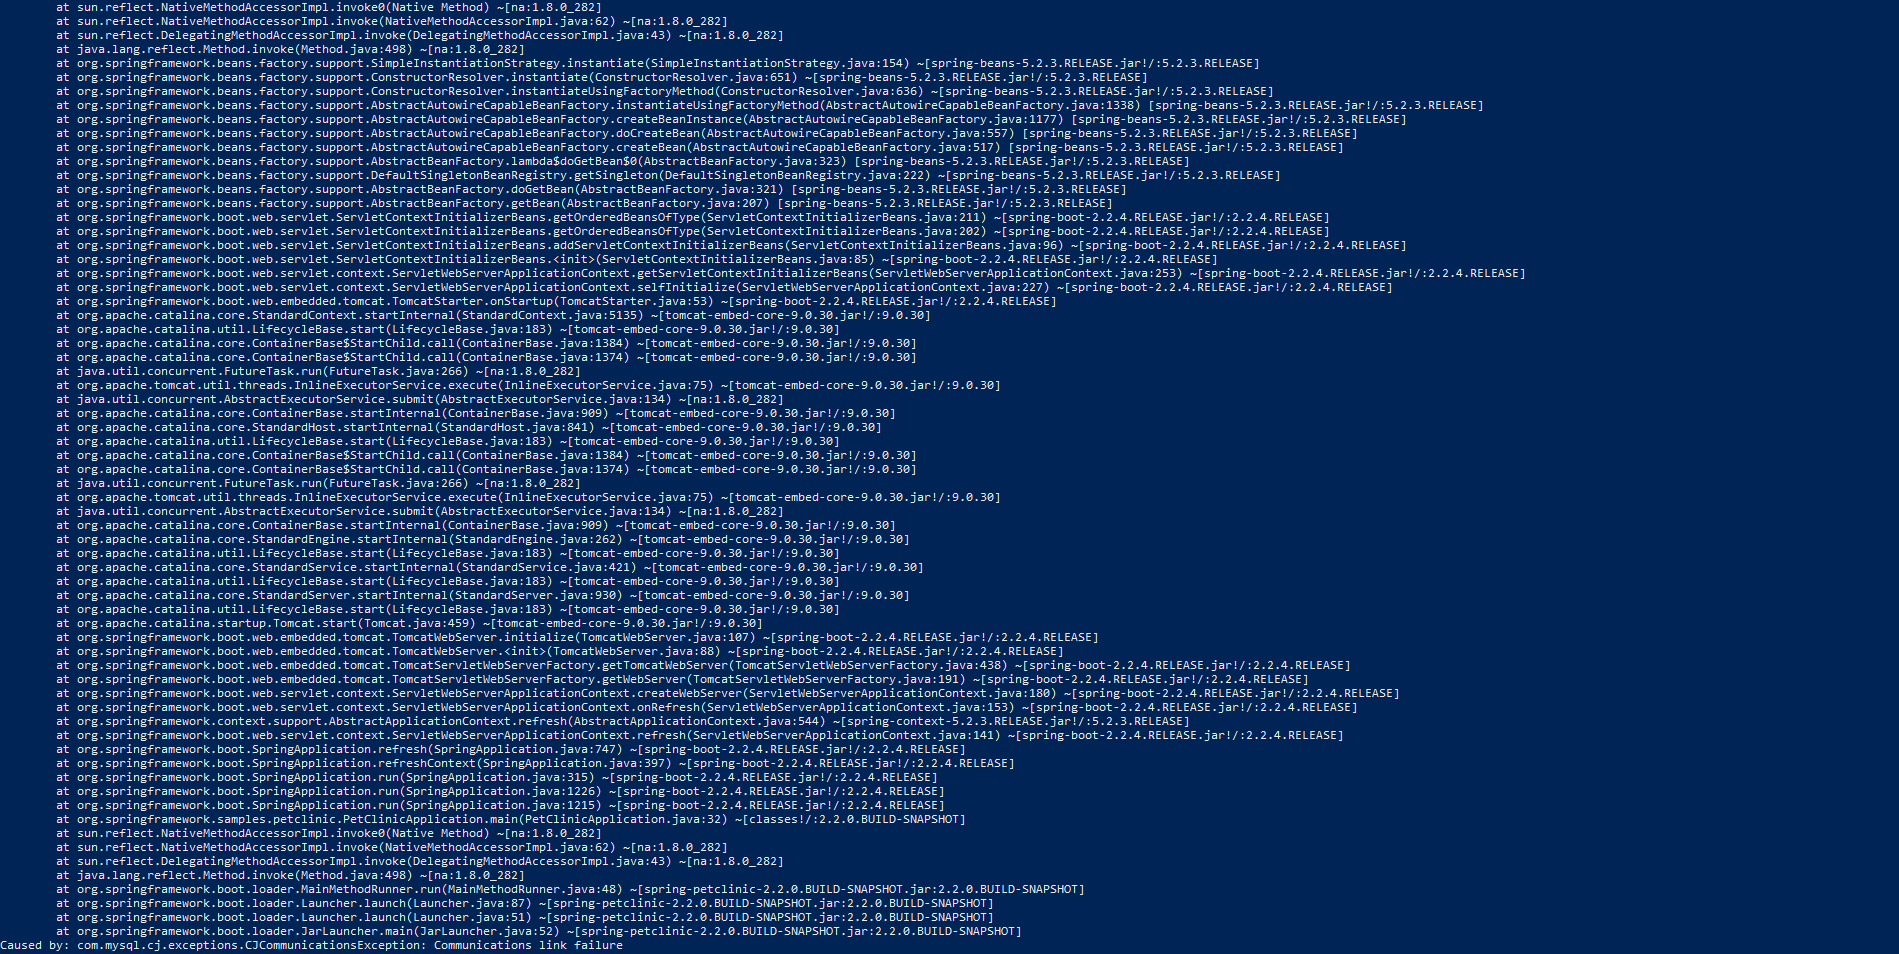 at sun.reflect.NativeMethodAccessorImpl.invoke0(Native Method) ~[na:1.8.0_282]
at sun.reflect.NativeMethodAccessorImpl.invoke(NativeMethodAccessorImpl.java:62) ~[na:1.8.0_282]
at sun.reflect.DelegatingMethodAccessorImpl.invoke(DelegatingMethodAccessorImpl.java:43) ~[na:1.8.0_282]
at java.lang.reflect.Method.invoke(Method.java:498) ~[na:1.8.0_282]
at org.springframework.beans.factory.support.SimpleInstantiationStrategy.instantiate(SimpleInstantiationStrategy.java:154) ~[spring-beans-5.2.3.RELEASE.jar!/:5.2.3.RELEASE]
at org.springframework.beans.factory.support.ConstructorResolver.instantiate(ConstructorResolver.java:651) ~[spring-beans-5.2.3.RELEASE.jar!/:5.2.3.RELEASE]
at org.springframework.beans.factory.support.ConstructorResolver.instantiateUsingFactoryMethod(ConstructorResolver.java:636) ~[spring-beans-5.2.3.RELEASE.jar!/:5.2.3.RELEASE]
at org.springframework.beans.factory.support.AbstractAutowireCapableBeanFactory.instantiateUsingFactoryMethod(AbstractAutowireCapableBeanFactory.java:1338) [spring-beans-5.2.3.RELEASE.jar!/:5.2.3.RELEASE]
at org.springframework.beans.factory.support.AbstractAutowireCapableBeanFactory.createBeanInstance(AbstractAutowireCapableBeanFactory.java:1177) [spring-beans-5.2.3.RELEASE.jar!/:5.2.3.RELEASE]
at org.springframework.beans.factory.support.AbstractAutowireCapableBeanFactory.doCreateBean(AbstractAutowireCapableBeanFactory.java:557) [spring-beans-5.2.3.RELEASE.jar!/:5.2.3.RELEASE]
at org.springframework.beans.factory.support.AbstractAutowireCapableBeanFactory.createBean(AbstractAutowireCapableBeanFactory.java:517) [spring-beans-5.2.3.RELEASE.jar!/:5.2.3.RELEASE]
at org.springframework.beans.factory.support.AbstractBeanFactory.lambda$doGetBean$0(AbstractBeanFactory.java:323) [spring-beans-5.2.3.RELEASE.jar!/:5.2.3.RELEASE]
at org.springframework.beans.factory.support.DefaultSingletonBeanRegistry.getSingleton(DefaultSingletonBeanRegistry.java:222) ~[spring-beans-5.2.3.RELEASE.jar!/:5.2.3.RELEASE]
at org.springframework.beans.factory.support.AbstractBeanFactory.doGetBean(AbstractBeanFactory.java:321) [spring-beans-5.2.3.RELEASE.jar!/:5.2.3.RELEASE]
at org.springframework.beans.factory.support.AbstractBeanFactory.getBean(AbstractBeanFactory.java:207) [spring-beans-5.2.3.RELEASE.jar!/:5.2.3.RELEASE]
at org.springframework.boot.web.servlet.ServletContextInitializerBeans.getOrderedBeansOfType(ServletContextInitializerBeans.java:211) ~[spring-boot-2.2.4.RELEASE.jar!/:2.2.4.RELEASE]
at org.springframework.boot.web.servlet.ServletContextInitializerBeans.getOrderedBeansOfType(ServletContextInitializerBeans.java:202) ~[spring-boot-2.2.4.RELEASE.jar!/:2.2.4.RELEASE]
at org.springframework.boot.web.servlet.ServletContextInitializerBeans.addServletContextInitializerBeans(ServletContextInitializerBeans.java:96) ~[spring-boot-2.2.4.RELEASE.jar!/:2.2.4.RELEASE]
at org.springframework.boot.web.servlet.ServletContextInitializerBeans.<init>(ServletContextInitializerBeans.java:85) ~[spring-boot-2.2.4.RELEASE.jar!/:2.2.4.RELEASE]
at org.springframework.boot.web.servlet.context.ServletWebServerApplicationContext.getServletContextInitializerBeans(ServletWebServerApplicationContext.java:253) ~[spring-boot-2.2.4.RELEASE.jar!/:2.2.4.RELEASE]
at org.springframework.boot.web.servlet.context.ServletWebServerApplicationContext.selfInitialize(ServletWebServerApplicationContext.java:227) ~[spring-boot-2.2.4.RELEASE.jar!/:2.2.4.RELEASE]
at org.springframework.boot.web.embedded.tomcat.TomcatStarter.onStartup(TomcatStarter.java:53) ~[spring-boot-2.2.4.RELEASE.jar!/:2.2.4.RELEASE]
at org.apache.catalina.core.StandardContext.startInternal(StandardContext.java:5135) ~[tomcat-embed-core-9.0.30.jar!/:9.0.30]
at org.apache.catalina.util.LifecycleBase.start(LifecycleBase.java:183) ~[tomcat-embed-core-9.0.30.jar!/:9.0.30]
at org.apache.catalina.core.ContainerBase$StartChild.call(ContainerBase.java:1384) ~[tomcat-embed-core-9.0.30.jar!/:9.0.30]
at org.apache.catalina.core.ContainerBase$StartChild.call(ContainerBase.java:1374) ~[tomcat-embed-core-9.0.30.jar!/:9.0.30]
at java.util.concurrent.FutureTask.run(FutureTask.java:266) ~[na:1.8.0_282]
at org.apache.tomcat.util.threads.InlineExecutorService.execute(InlineExecutorService.java:75) ~[tomcat-embed-core-9.0.30.jar!/:9.0.30]
at java.util.concurrent.AbstractExecutorService.submit(AbstractExecutorService.java:134) ~[na:1.8.0_282]
at org.apache.catalina.core.ContainerBase.startInternal(ContainerBase.java:909) ~[tomcat-embed-core-9.0.30.jar!/:9.0.30]
at org.apache.catalina.core.StandardHost.startInternal(StandardHost.java:841) ~[tomcat-embed-core-9.0.30.jar!/:9.0.30]
at org.apache.catalina.util.LifecycleBase.start(LifecycleBase.java:183) ~[tomcat-embed-core-9.0.30.jar!/:9.0.30]
at org.apache.catalina.core.ContainerBase$StartChild.call(ContainerBase.java:1384) ~[tomcat-embed-core-9.0.30.jar!/:9.0.30]
at org.apache.catalina.core.ContainerBase$StartChild.call(ContainerBase.java:1374) ~[tomcat-embed-core-9.0.30.jar!/:9.0.30]
at java.util.concurrent.FutureTask.run(FutureTask.java:266) ~[na:1.8.0_282]
at org.apache.tomcat.util.threads.InlineExecutorService.execute(InlineExecutorService.java:75) ~[tomcat-embed-core-9.0.30.jar!/:9.0.30]
at java.util.concurrent.AbstractExecutorService.submit(AbstractExecutorService.java:134) ~[na:1.8.0_282]
at org.apache.catalina.core.ContainerBase.startInternal(ContainerBase.java:909) ~[tomcat-embed-core-9.0.30.jar!/:9.0.30]
at org.apache.catalina.core.StandardEngine.startInternal(StandardEngine.java:262) ~[tomcat-embed-core-9.0.30.jar!/:9.0.30]
at org.apache.catalina.util.LifecycleBase.start(LifecycleBase.java:183) ~[tomcat-embed-core-9.0.30.jar!/:9.0.30]
at org.apache.catalina.core.StandardService.startInternal(StandardService.java:421) ~[tomcat-embed-core-9.0.30.jar!/:9.0.30]
at org.apache.catalina.util.LifecycleBase.start(LifecycleBase.java:183) ~[tomcat-embed-core-9.0.30.jar!/:9.0.30]
at org.apache.catalina.core.StandardServer.startInternal(StandardServer.java:930) ~[tomcat-embed-core-9.0.30.jar!/:9.0.30]
at org.apache.catalina.util.LifecycleBase.start(LifecycleBase.java:183) ~[tomcat-embed-core-9.0.30.jar!/:9.0.30]
at org.apache.catalina.startup.Tomcat.start(Tomcat.java:459) ~[tomcat-embed-core-9.0.30.jar!/:9.0.30]
at org.springframework.boot.web.embedded.tomcat.TomcatWebServer.initialize(TomcatWebServer.java:107) ~[spring-boot-2.2.4.RELEASE.jar!/:2.2.4.RELEASE]
at org.springframework.boot.web.embedded.tomcat.TomcatWebServer.<init>(TomcatWebServer.java:88) ~[spring-boot-2.2.4.RELEASE.jar!/:2.2.4.RELEASE]
at org.springframework.boot.web.embedded.tomcat.TomcatServletWebServerFactory.getTomcatWebServer(TomcatServletWebServerFactory.java:438) ~[spring-boot-2.2.4.RELEASE.jar!/:2.2.4.RELEASE]
at org.springframework.boot.web.embedded.tomcat.TomcatServletWebServerFactory.getWebServer(TomcatServletWebServerFactory.java:191) ~[spring-boot-2.2.4.RELEASE.jar!/:2.2.4.RELEASE]
at org.springframework.boot.web.servlet.context.ServletWebServerApplicationContext.createWebServer(ServletWebServerApplicationContext.java:180) ~[spring-boot-2.2.4.RELEASE.jar!/:2.2.4.RELEASE]
at org.springframework.boot.web.servlet.context.ServletWebServerApplicationContext.onRefresh(ServletWebServerApplicationContext.java:153) ~[spring-boot-2.2.4.RELEASE.jar!/:2.2.4.RELEASE]
at org.springframework.context.support.AbstractApplicationContext.refresh(AbstractApplicationContext.java:544) ~[spring-context-5.2.3.RELEASE.jar!/:5.2.3.RELEASE]
at org.springframework.boot.web.servlet.context.ServletWebServerApplicationContext.refresh(ServletWebServerApplicationContext.java:141) ~[spring-boot-2.2.4.RELEASE.jar!/:2.2.4.RELEASE]
at org.springframework.boot.SpringApplication.refresh(SpringApplication.java:747) ~[spring-boot-2.2.4.RELEASE.jar!/:2.2.4.RELEASE]
at org.springframework.boot.SpringApplication.refreshContext(SpringApplication.java:397) ~[spring-boot-2.2.4.RELEASE.jar!/:2.2.4.RELEASE]
at org.springframework.boot.SpringApplication.run(SpringApplication.java:315) ~[spring-boot-2.2.4.RELEASE.jar!/:2.2.4.RELEASE]
at org.springframework.boot.SpringApplication.run(SpringApplication.java:1226) ~[spring-boot-2.2.4.RELEASE.jar!/:2.2.4.RELEASE]
at org.springframework.boot.SpringApplication.run(SpringApplication.java:1215) ~[spring-boot-2.2.4.RELEASE.jar!/:2.2.4.RELEASE]
at org.springframework.samples.petclinic.PetClinicApplication.main(PetClinicApplication.java:32) ~[classes!/:2.2.0.BUILD-SNAPSHOT]
at sun.reflect.NativeMethodAccessorImpl.invoke0(Native Method) ~[na:1.8.0_282]
at sun.reflect.NativeMethodAccessorImpl.invoke(NativeMethodAccessorImpl.java:62) ~[na:1.8.0_282]
at sun.reflect.DelegatingMethodAccessorImpl.invoke(DelegatingMethodAccessorImpl.java:43) ~[na:1.8.0_282]
at java.lang.reflect.Method.invoke(Method.java:498) ~[na:1.8.0_282]
at org.springframework.boot.loader.MainMethodRunner.run(MainMethodRunner.java:48) ~[spring-petclinic-2.2.0.BUILD-SNAPSHOT.jar:2.2.0.BUILD-SNAPSHOT]
at org.springframework.boot.loader.Launcher.launch(Launcher.java:87) ~[spring-petclinic-2.2.0.BUILD-SNAPSHOT.jar:2.2.0.BUILD-SNAPSHOT]
at org.springframework.boot.loader.Launcher.launch(Launcher.java:51) ~[spring-petclinic-2.2.0.BUILD-SNAPSHOT.jar:2.2.0.BUILD-SNAPSHOT]
at org.springframework.boot.loader.JarLauncher.main(JarLauncher.java:52) ~[spring-petclinic-2.2.0.BUILD-SNAPSHOT.jar:2.2.0.BUILD-SNAPSHOT]
Caused by: com.mysql.cj.exceptions.CJCommunicationsException: Communications link failure